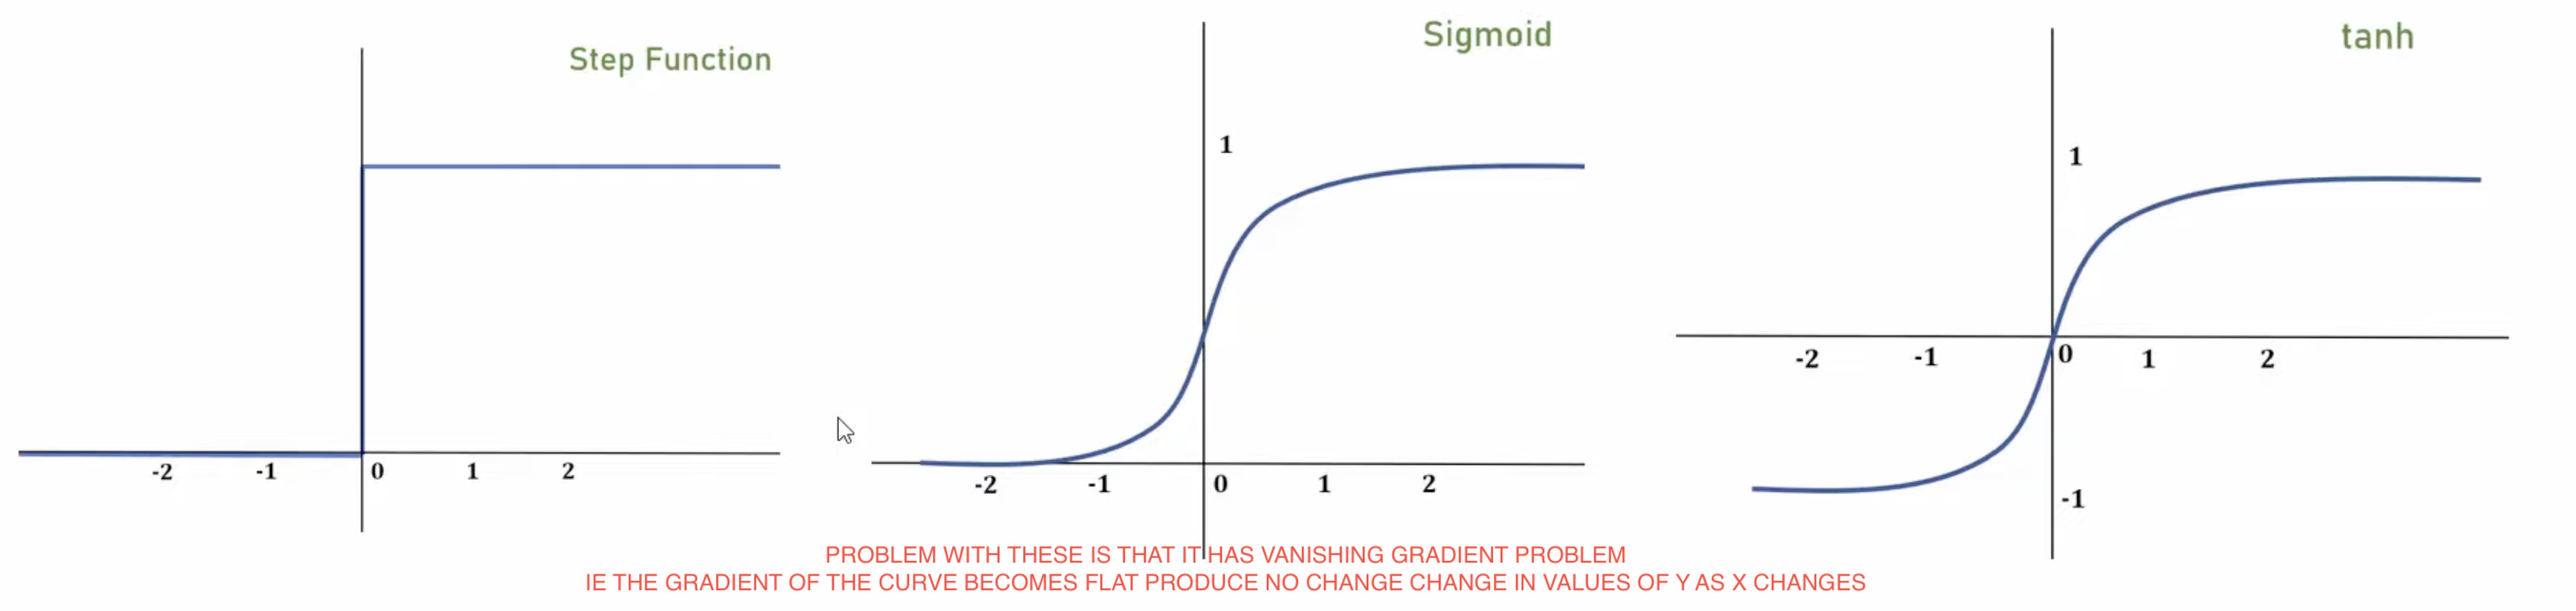 Step Function
-2 -1 0 1 2
Sigmoid
1
-2 -1 0 1 2
tanh
1
-2 -1 0 1 2
-1
PROBLEM WITH THESE IS THAT IT HAS VANISHING GRADIENT PROBLEM
IE THE GRADIENT OF THE CURVE BECOMES FLAT PRODUCE NO CHANGE CHANGE IN VALUES OF Y AS X CHANGES